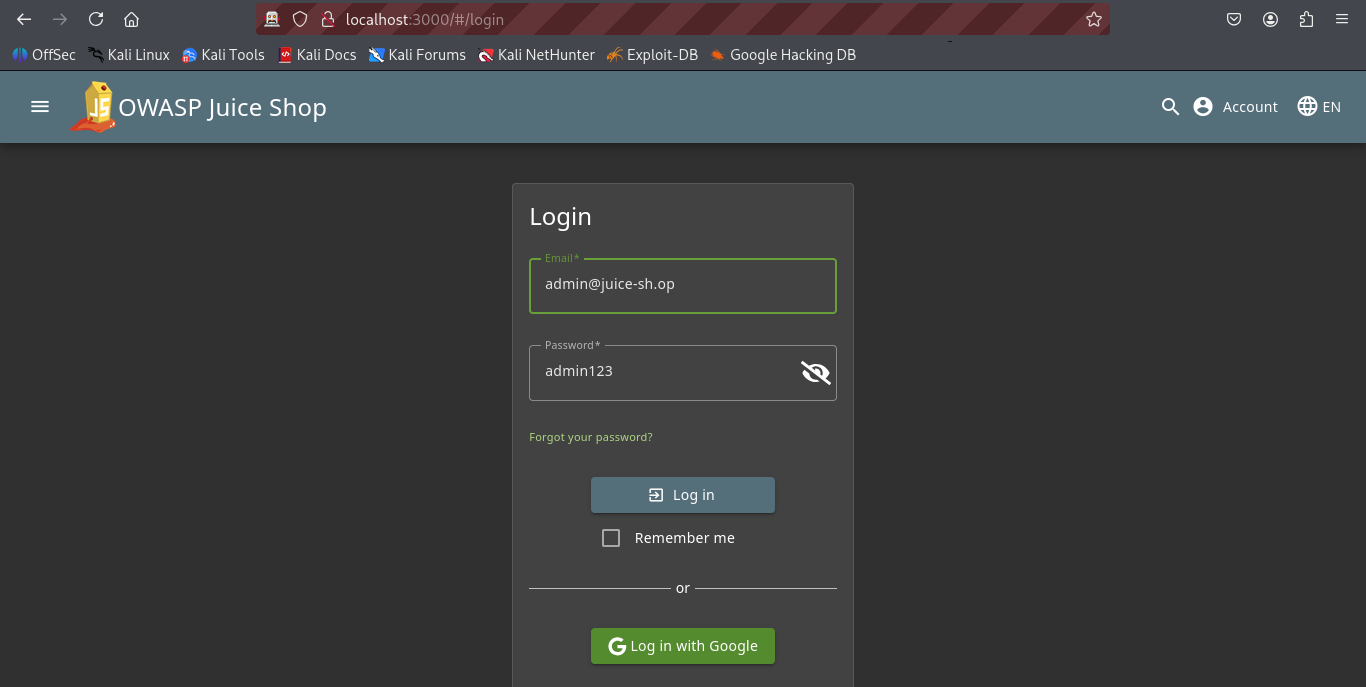 localhost:3000/#/login
OffSec Kali Linux Kali Tools Kali Docs Kali Forums Kali NetHunter Exploit-DB Google Hacking DB
JS OWASP Juice Shop Account EN
Login
Email*
admin@juice-sh.op
Password*
admin123
Forgot your password?
Log in
Remember me
or
G Log in with Google